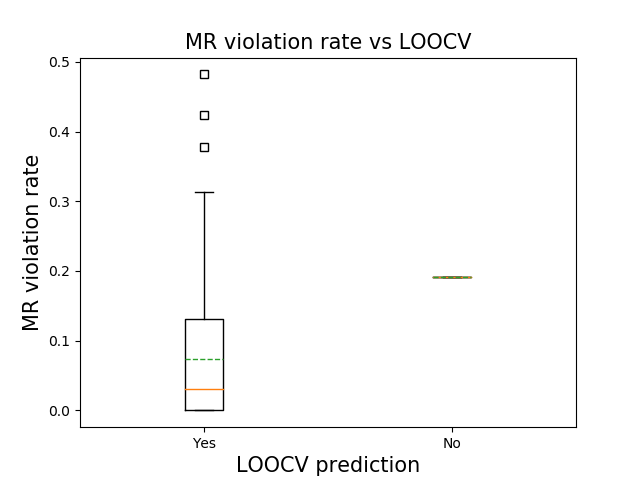 MR violation rate vs LOOCV
0.5
0.4
0.3
0.2
0.1
0.0
MR violation rate
Yes No
LOOCV prediction